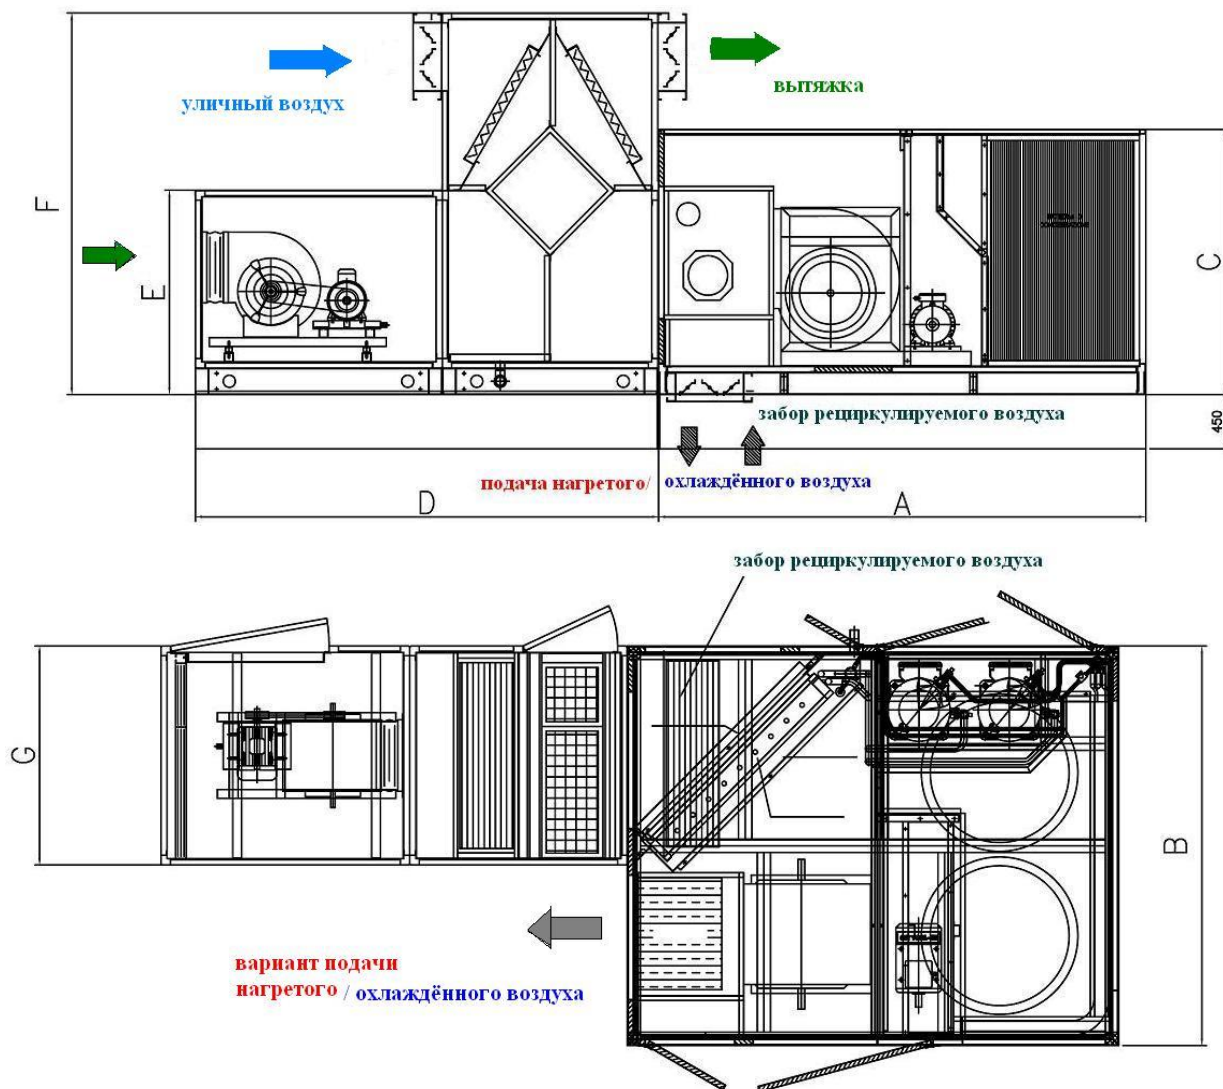 уличный воздух
вытяжка
F
E
C
забор рециркулируемого воздуха
450
подача нагретого/ охлаждённого воздуха
D
A
забор рециркулируемого воздуха
G
B
вариант подачи
нагретого / охлаждённого воздуха